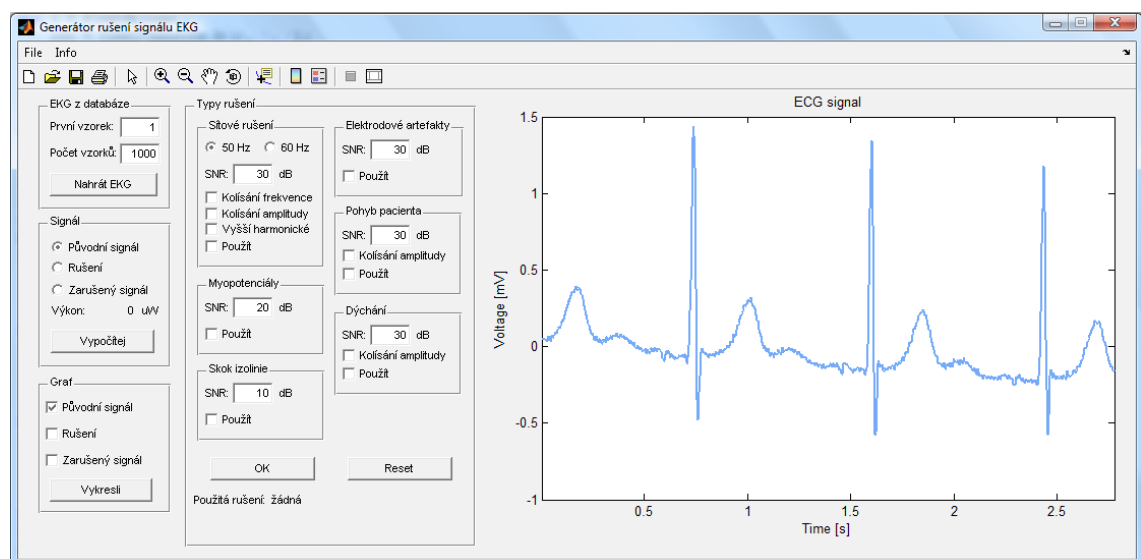 Generátor rušení signálu EKG
File Info
EKG z databáze
První vzorek: 1
Počet vzorků: 1000
Nahrát EKG
Signál
Původní signál
Rušení
Zarušený signál
Výkon: 0 uW
Vypočítej
Graf
Původní signál
Rušení
Zarušený signál
Vykresli
Typy rušení
Síťové rušení
50 Hz 60 Hz
SNR: 30 dB
Kolísání frekvence
Kolísání amplitudy
Vyšší harmonické
Použít
Myopotenciály
SNR: 20 dB
Použít
Skok izolinie
SNR: 10 dB
Použít
Elektrodové artefakty
SNR: 30 dB
Použít
Pohyb pacienta
SNR: 30 dB
Kolísání amplitudy
Použít
Dýchání
SNR: 30 dB
Kolísání amplitudy
Použít
OK Reset
Použitá rušení: žádná
ECG signal
Voltage [mV]
1.5
1
0.5
0
-0.5
-1
0.5 1 1.5 2 2.5
Time [s]